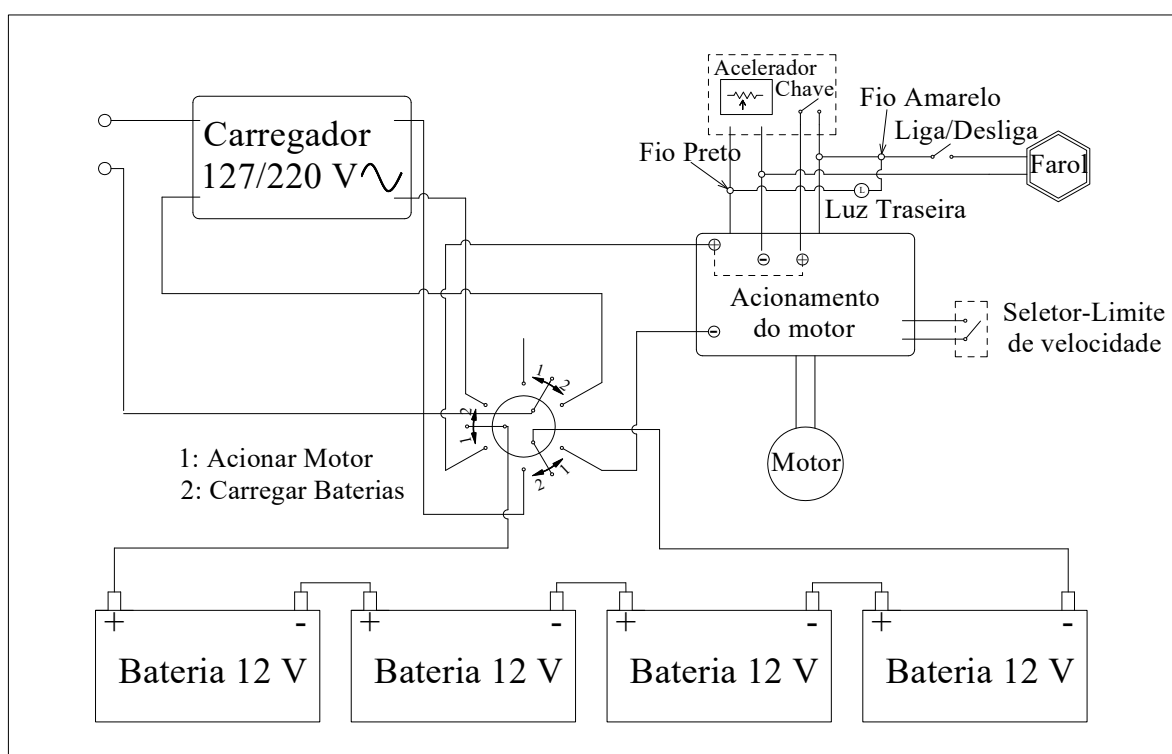 Acelerador
Chave
Fio Amarelo
Liga/Desliga
Carregador
127/220 V
Fio Preto
Farol
L
Luz Traseira
+
-
+
Acionamento
do motor
-
Seletor-Limite
de velocidade
1
2
2
1
1: Acionar Motor
2: Carregar Baterias
2
1
Motor
+ -
+ -
+ -
+ -
Bateria 12 V
Bateria 12 V
Bateria 12 V
Bateria 12 V